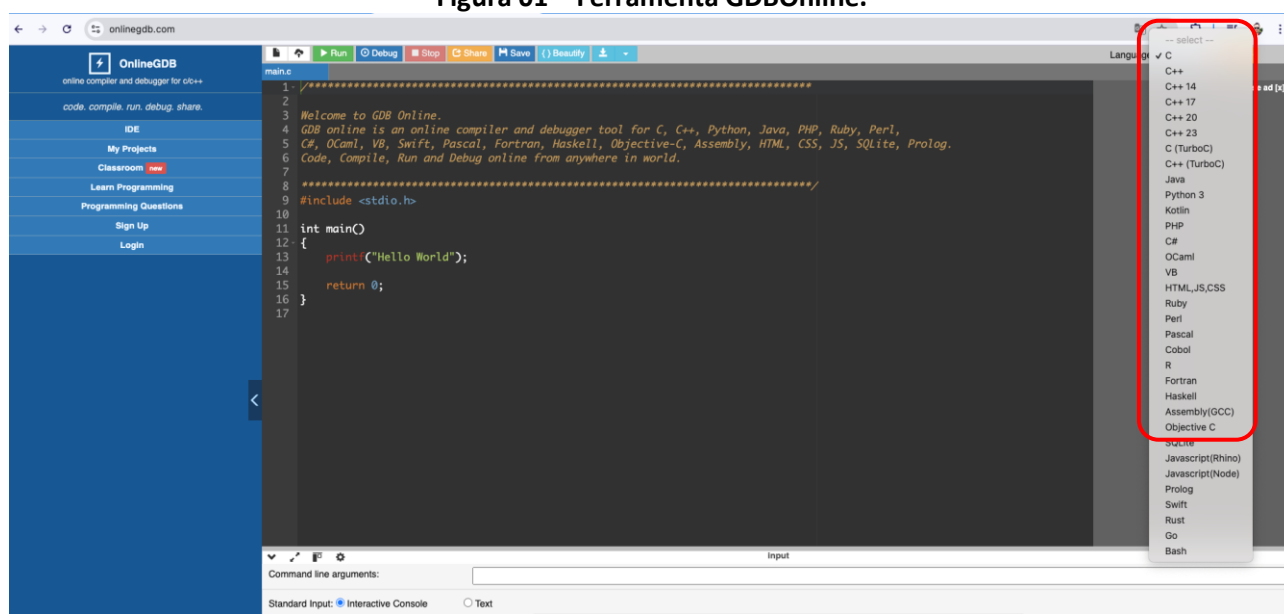 Figura 01 – Ferramenta GDBOnline.
onlinegdb.com
OnlineGDB
online compiler and debugger for c/c++
code. compile. run. debug. share.
IDE
My Projects
Classroom new
Learn Programming
Programming Questions
Sign Up
Login
Run Debug Stop Share Save {} Beautify
Language
main.c
1 /******************************************************************************
2
3 Welcome to GDB Online.
4 GDB online is an online compiler and debugger tool for C, C++, Python, Java, PHP, Ruby, Perl,
5 C#, OCaml, VB, Swift, Pascal, Fortran, Haskell, Objective-C, Assembly, HTML, CSS, JS, SQLite, Prolog.
6 Code, Compile, Run and Debug online from anywhere in world.
7
8 *******************************************************************************/
9 #include <stdio.h>
10
11 int main()
12 {
13     printf("Hello World");
14
15     return 0;
16 }
17
-- select --
✓ C
C++
C++ 14
C++ 17
C++ 20
C++ 23
C (TurboC)
C++ (TurboC)
Java
Python 3
Kotlin
PHP
C#
OCaml
VB
HTML,JS,CSS
Ruby
Perl
Pascal
Cobol
R
Fortran
Haskell
Assembly(GCC)
Objective C
SQLite
Javascript(Rhino)
Javascript(Node)
Prolog
Swift
Rust
Go
Bash
ad [x]
input
Command line arguments:
Standard Input: Interactive Console Text